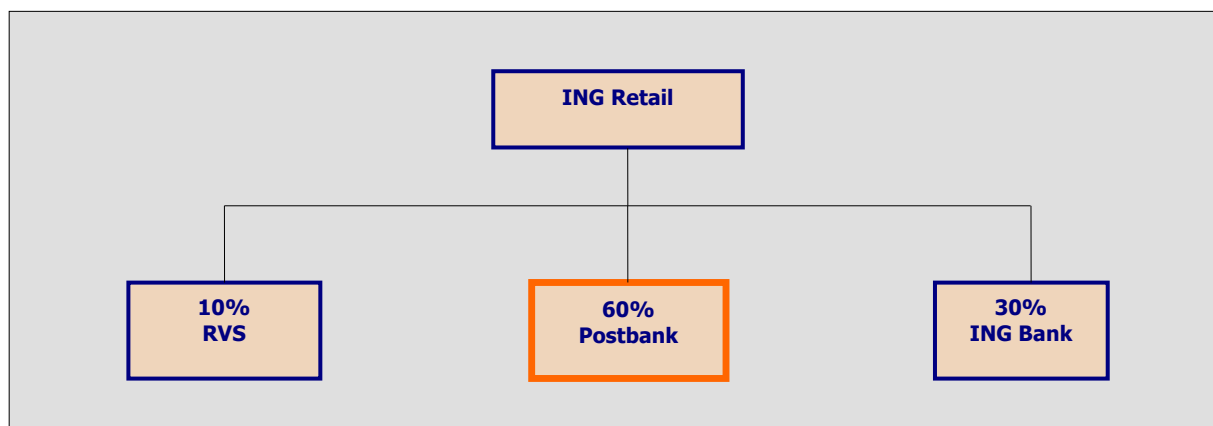 ING Retail
10%
RVS
60%
Postbank
30%
ING Bank